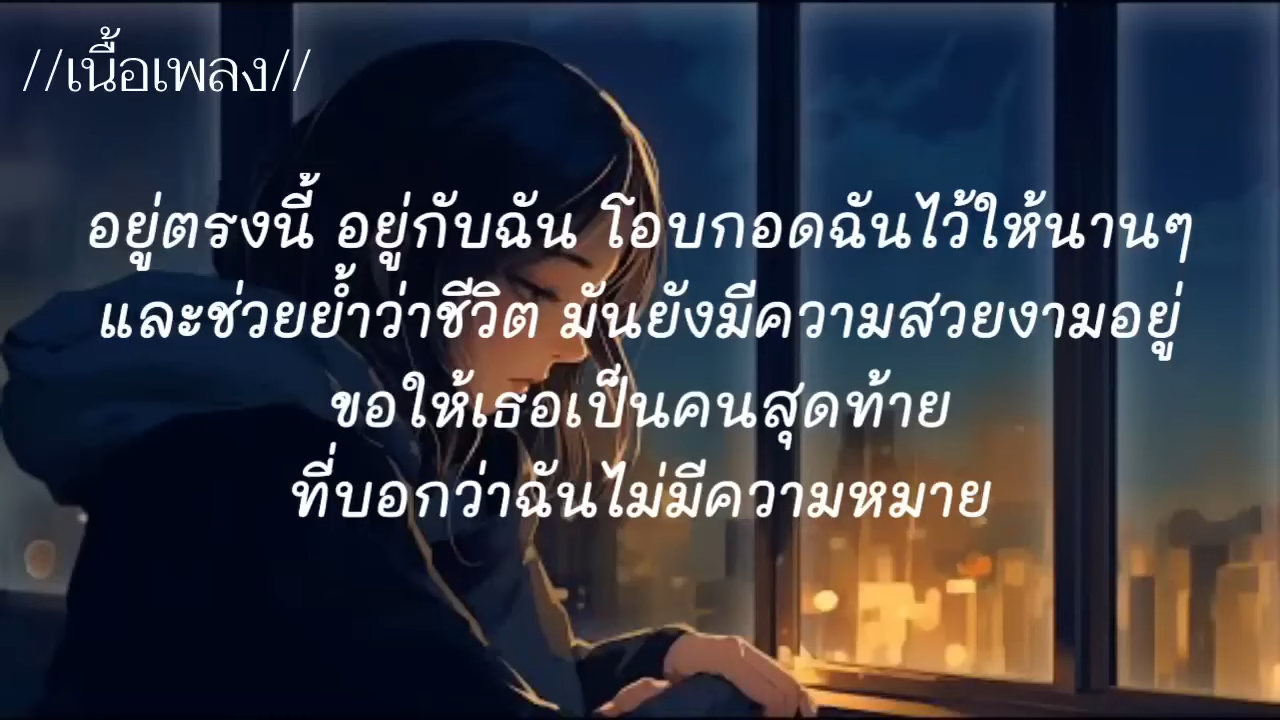 //เนื้อเพลง//
อยู่ตรงนี้ อยู่กับฉัน โอบกอดฉันไว้ให้นานๆ
และช่วยย้ำว่าชีวิต มันยังมีความสวยงามอยู่
ขอให้เธอเป็นคนสุดท้าย
ที่บอกว่าฉันไม่มีความหมาย